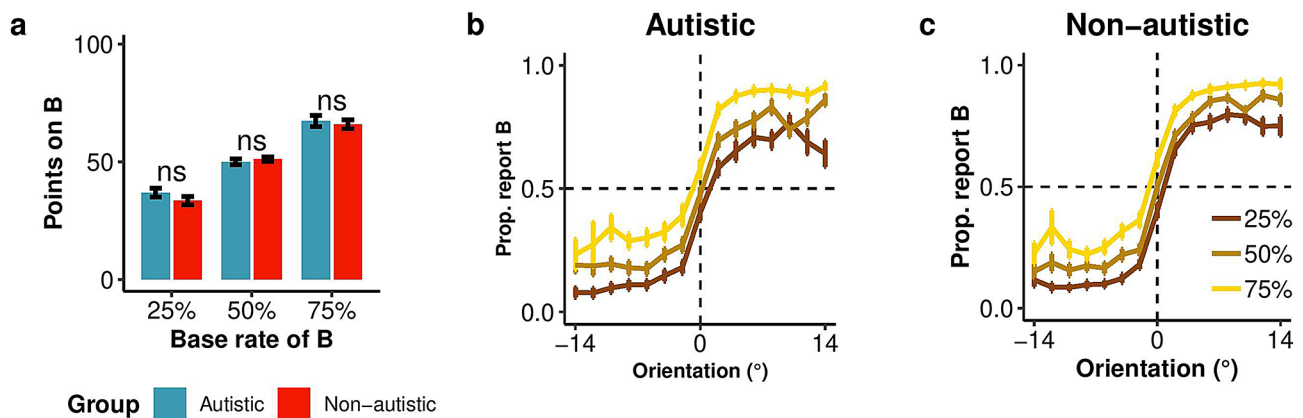 a
100
50
0
Points on B
ns
ns
ns
25% 50% 75%
Base rate of B
Group Autistic Non−autistic
b
Autistic
1.0
0.5
0.0
Prop. report B
−14 0 14
Orientation (°)
c
Non−autistic
1.0
0.5
0.0
Prop. report B
25%
50%
75%
−14 0 14
Orientation (°)